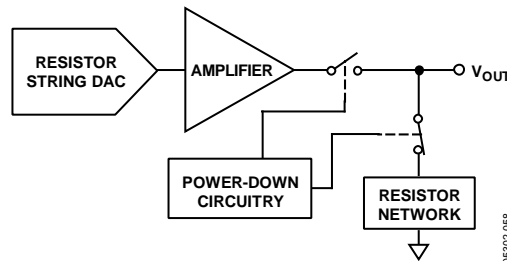 RESISTOR
STRING DAC
AMPLIFIER
VOUT
POWER-DOWN
CIRCUITRY
RESISTOR
NETWORK